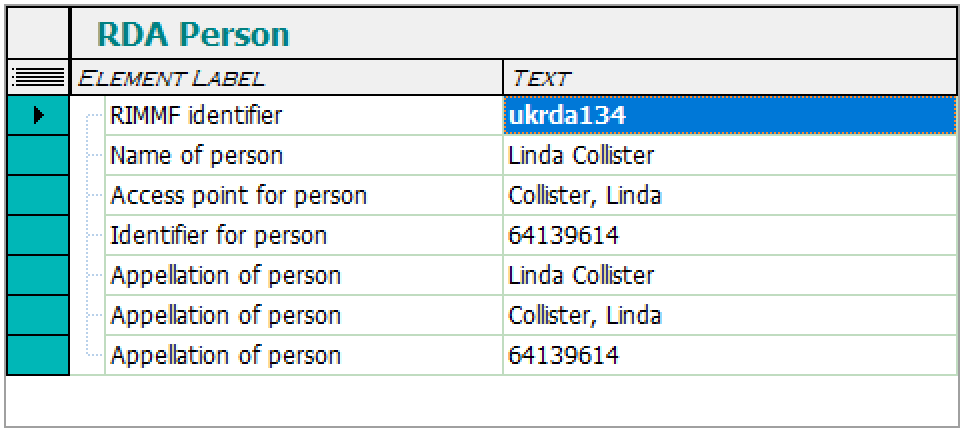 RDA Person
ELEMENT LABEL TEXT
RIMMF identifier ukrda134
Name of person Linda Collister
Access point for person Collister, Linda
Identifier for person 64139614
Appellation of person Linda Collister
Appellation of person Collister, Linda
Appellation of person 64139614